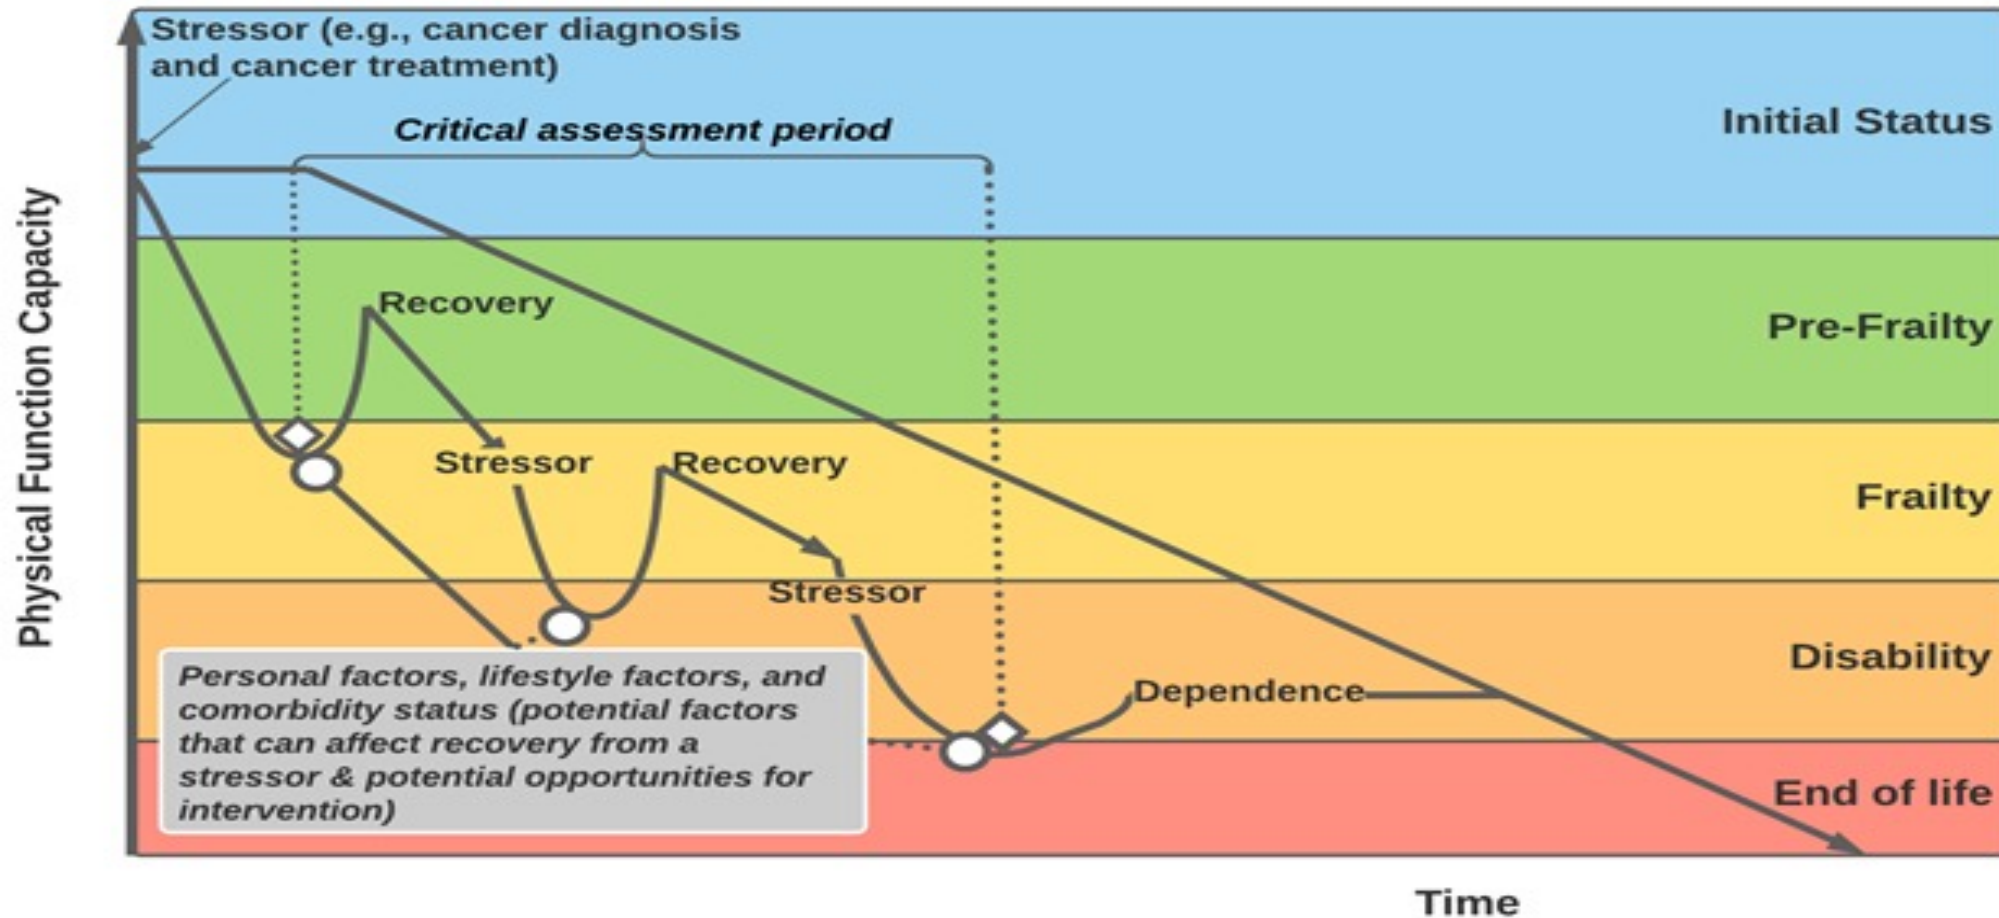 Stressor (e.g., cancer diagnosis
and cancer treatment)
Critical assessment period
Initial Status
Physical Function Capacity
Recovery
Pre-Frailty
Stressor
Recovery
Frailty
Stressor
Disability
Dependence
Personal factors, lifestyle factors, and
comorbidity status (potential factors
that can affect recovery from a
stressor & potential opportunities for
intervention)
End of life
Time